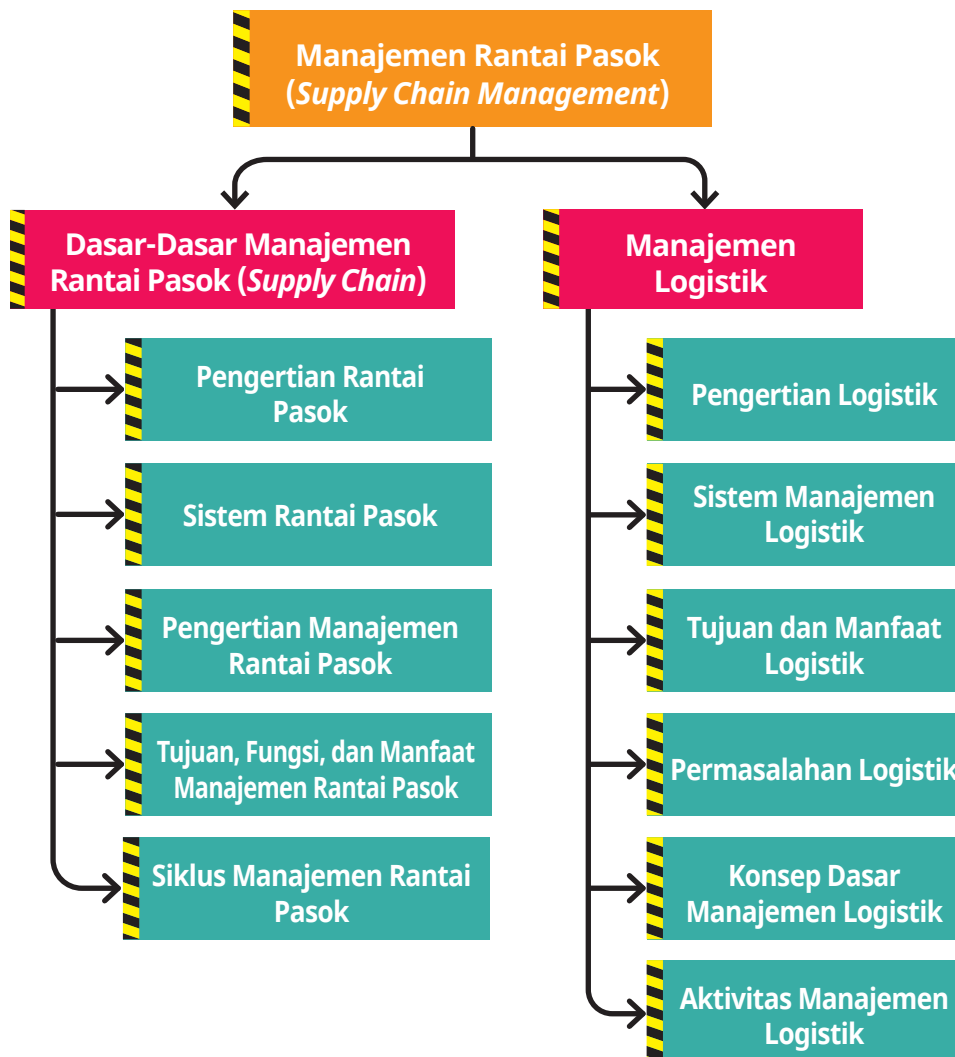 Manajemen Rantai Pasok
(Supply Chain Management)
Dasar-Dasar Manajemen
Rantai Pasok (Supply Chain)
Pengertian Rantai
Pasok
Sistem Rantai Pasok
Pengertian Manajemen
Rantai Pasok
Tujuan, Fungsi, dan Manfaat
Manajemen Rantai Pasok
Siklus Manajemen Rantai
Pasok
Manajemen
Logistik
Pengertian Logistik
Sistem Manajemen
Logistik
Tujuan dan Manfaat
Logistik
Permasalahan Logistik
Konsep Dasar
Manajemen Logistik
Aktivitas Manajemen
Logistik